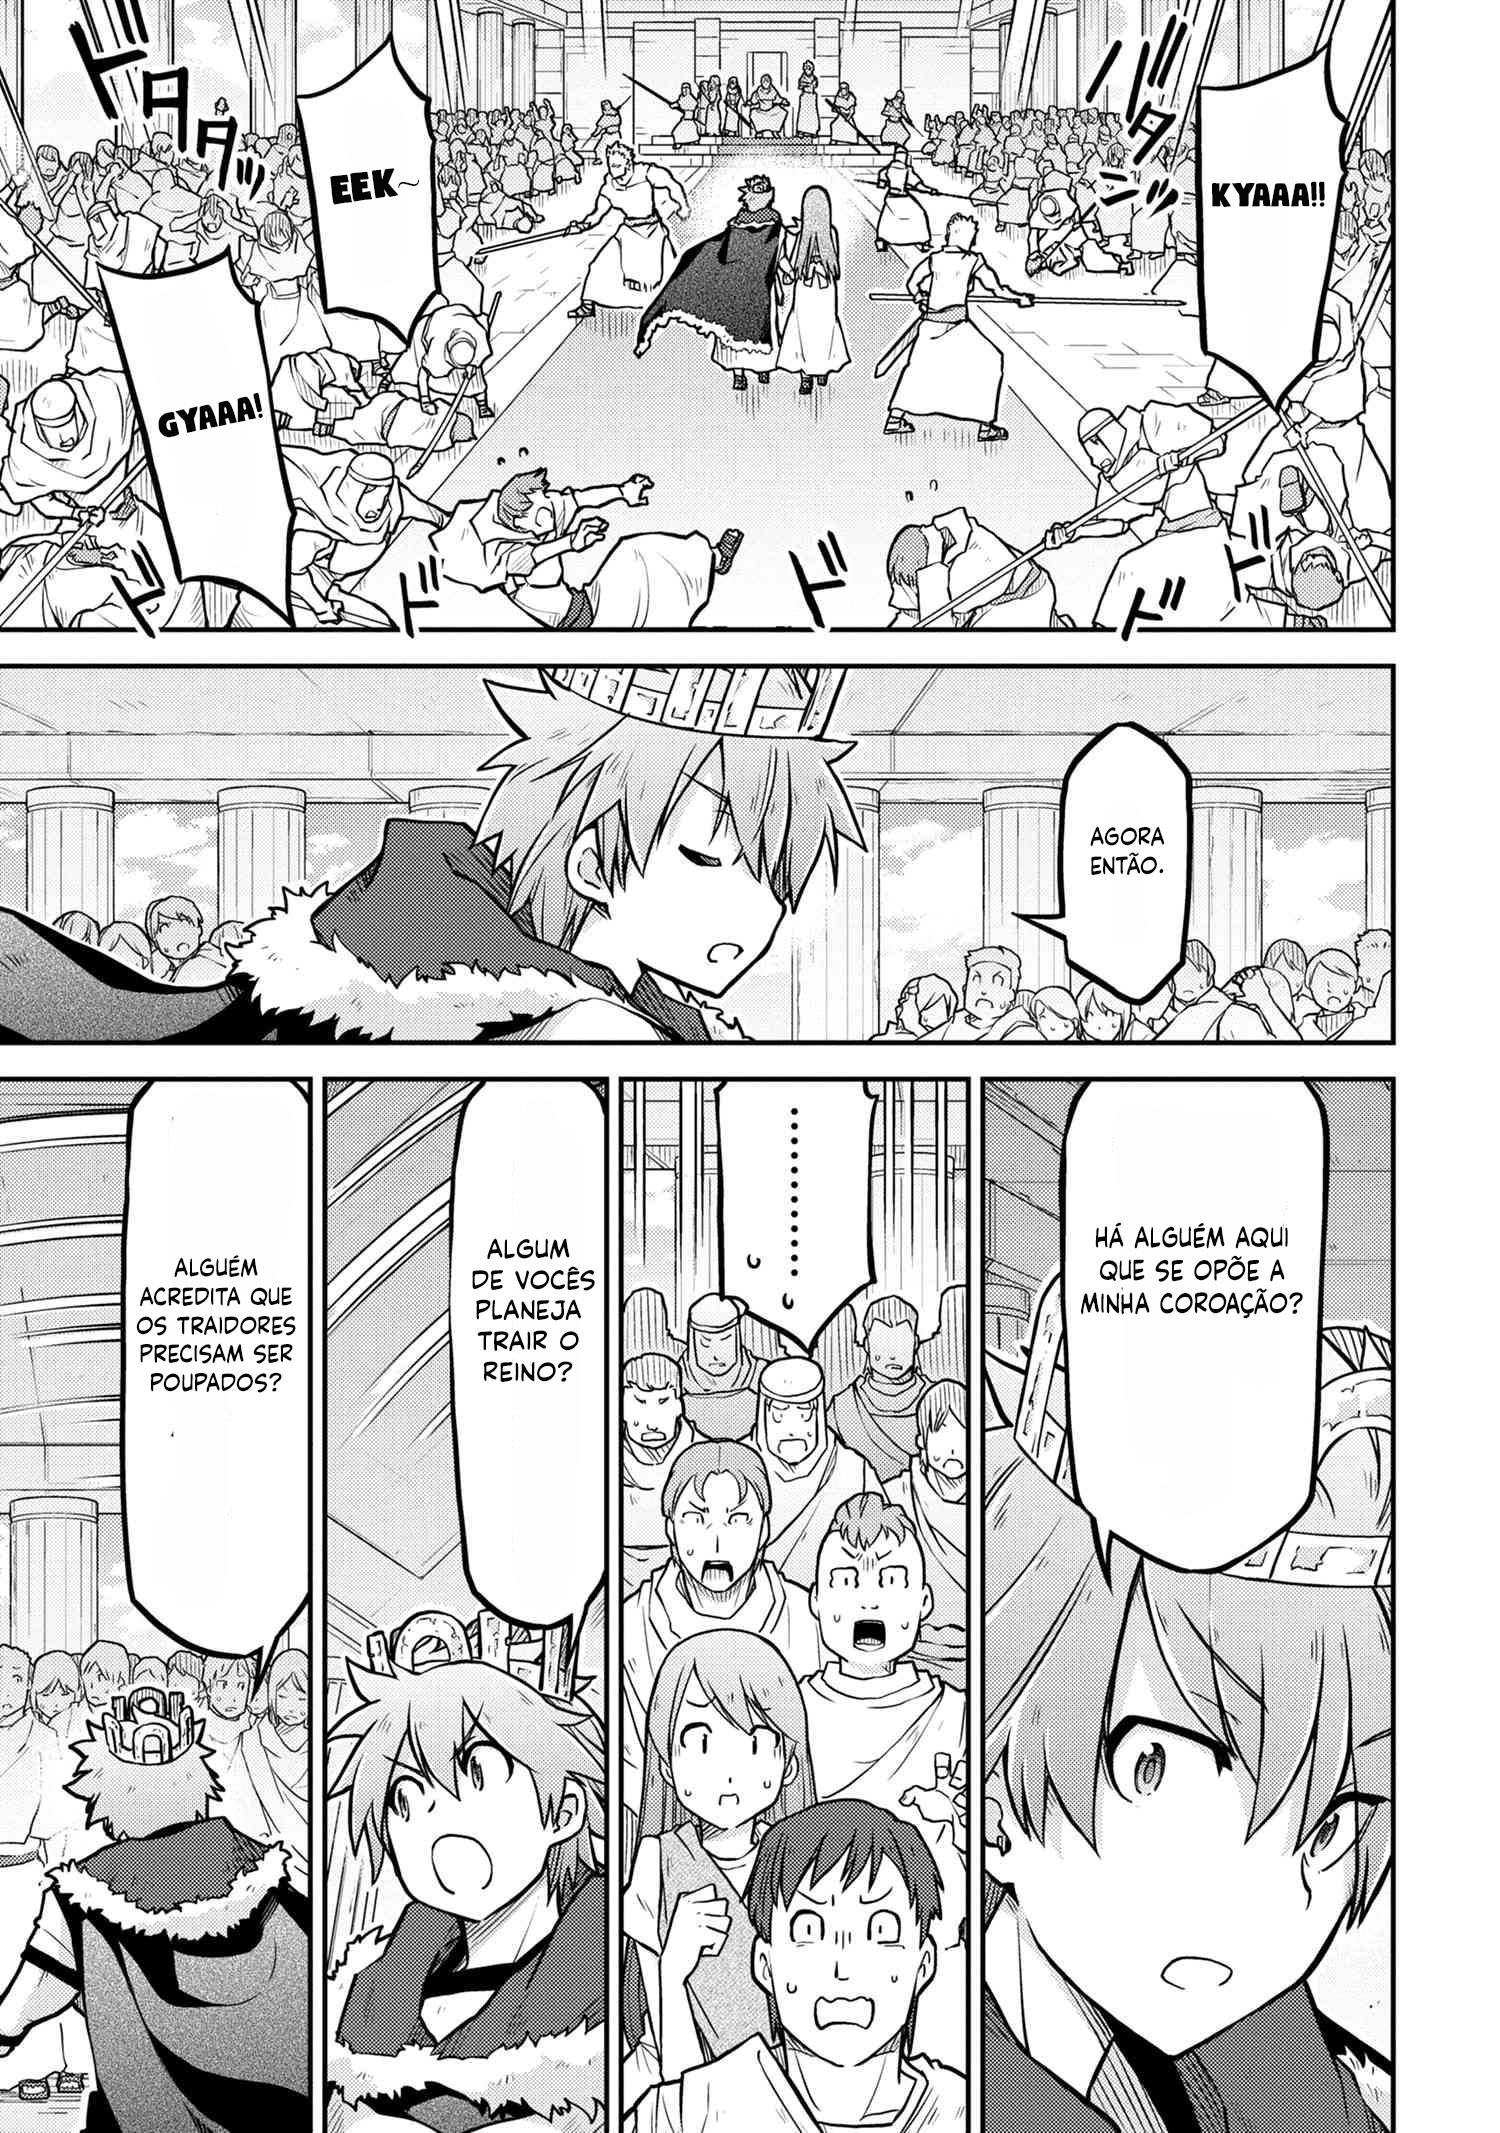 KYAAA!!
EEK~
GYAAA!
ドタタッ
バタン
ド
ド
ド
ド
AGORA
ENTÃO.
HÁ ALGUÉM AQUI
QUE SE OPÕE A
MINHA COROAÇÃO?
............
ALGUM
DE VOCÊS
PLANEJA
TRAIR O
REINO?
ALGUÉM
ACREDITA QUE
OS TRAIDORES
PRECISAM SER
POUPADOS?